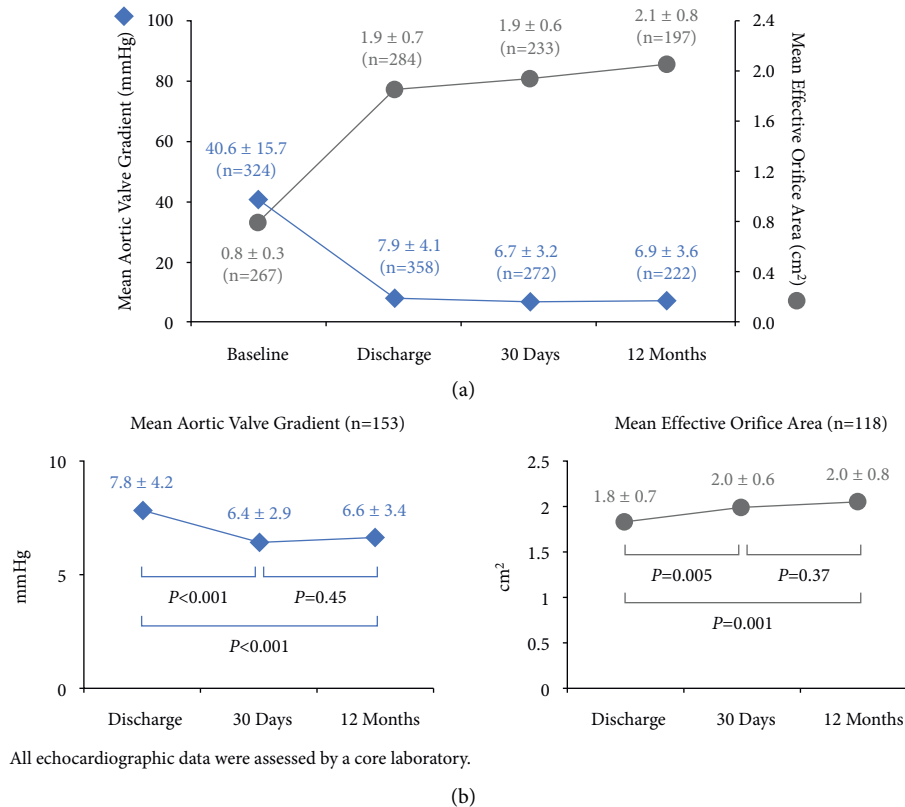 100
80
60
40
20
0
Mean Aortic Valve Gradient (mmHg)
2.4
2.0
1.6
1.2
0.8
0.4
0.0
Mean Effective Orifice Area (cm²)
1.9 ± 0.7
(n=284)
1.9 ± 0.6
(n=233)
2.1 ± 0.8
(n=197)
40.6 ± 15.7
(n=324)
0.8 ± 0.3
(n=267)
7.9 ± 4.1
(n=358)
6.7 ± 3.2
(n=272)
6.9 ± 3.6
(n=222)
Baseline
Discharge
30 Days
12 Months
(a)
Mean Aortic Valve Gradient (n=153)
10
5
0
mmHg
7.8 ± 4.2
6.4 ± 2.9
6.6 ± 3.4
P<0.001
P=0.45
P<0.001
Discharge
30 Days
12 Months
Mean Effective Orifice Area (n=118)
2.5
2
1.5
1
0.5
0
cm²
1.8 ± 0.7
2.0 ± 0.6
2.0 ± 0.8
P=0.005
P=0.37
P=0.001
Discharge
30 Days
12 Months
All echocardiographic data were assessed by a core laboratory.
(b)